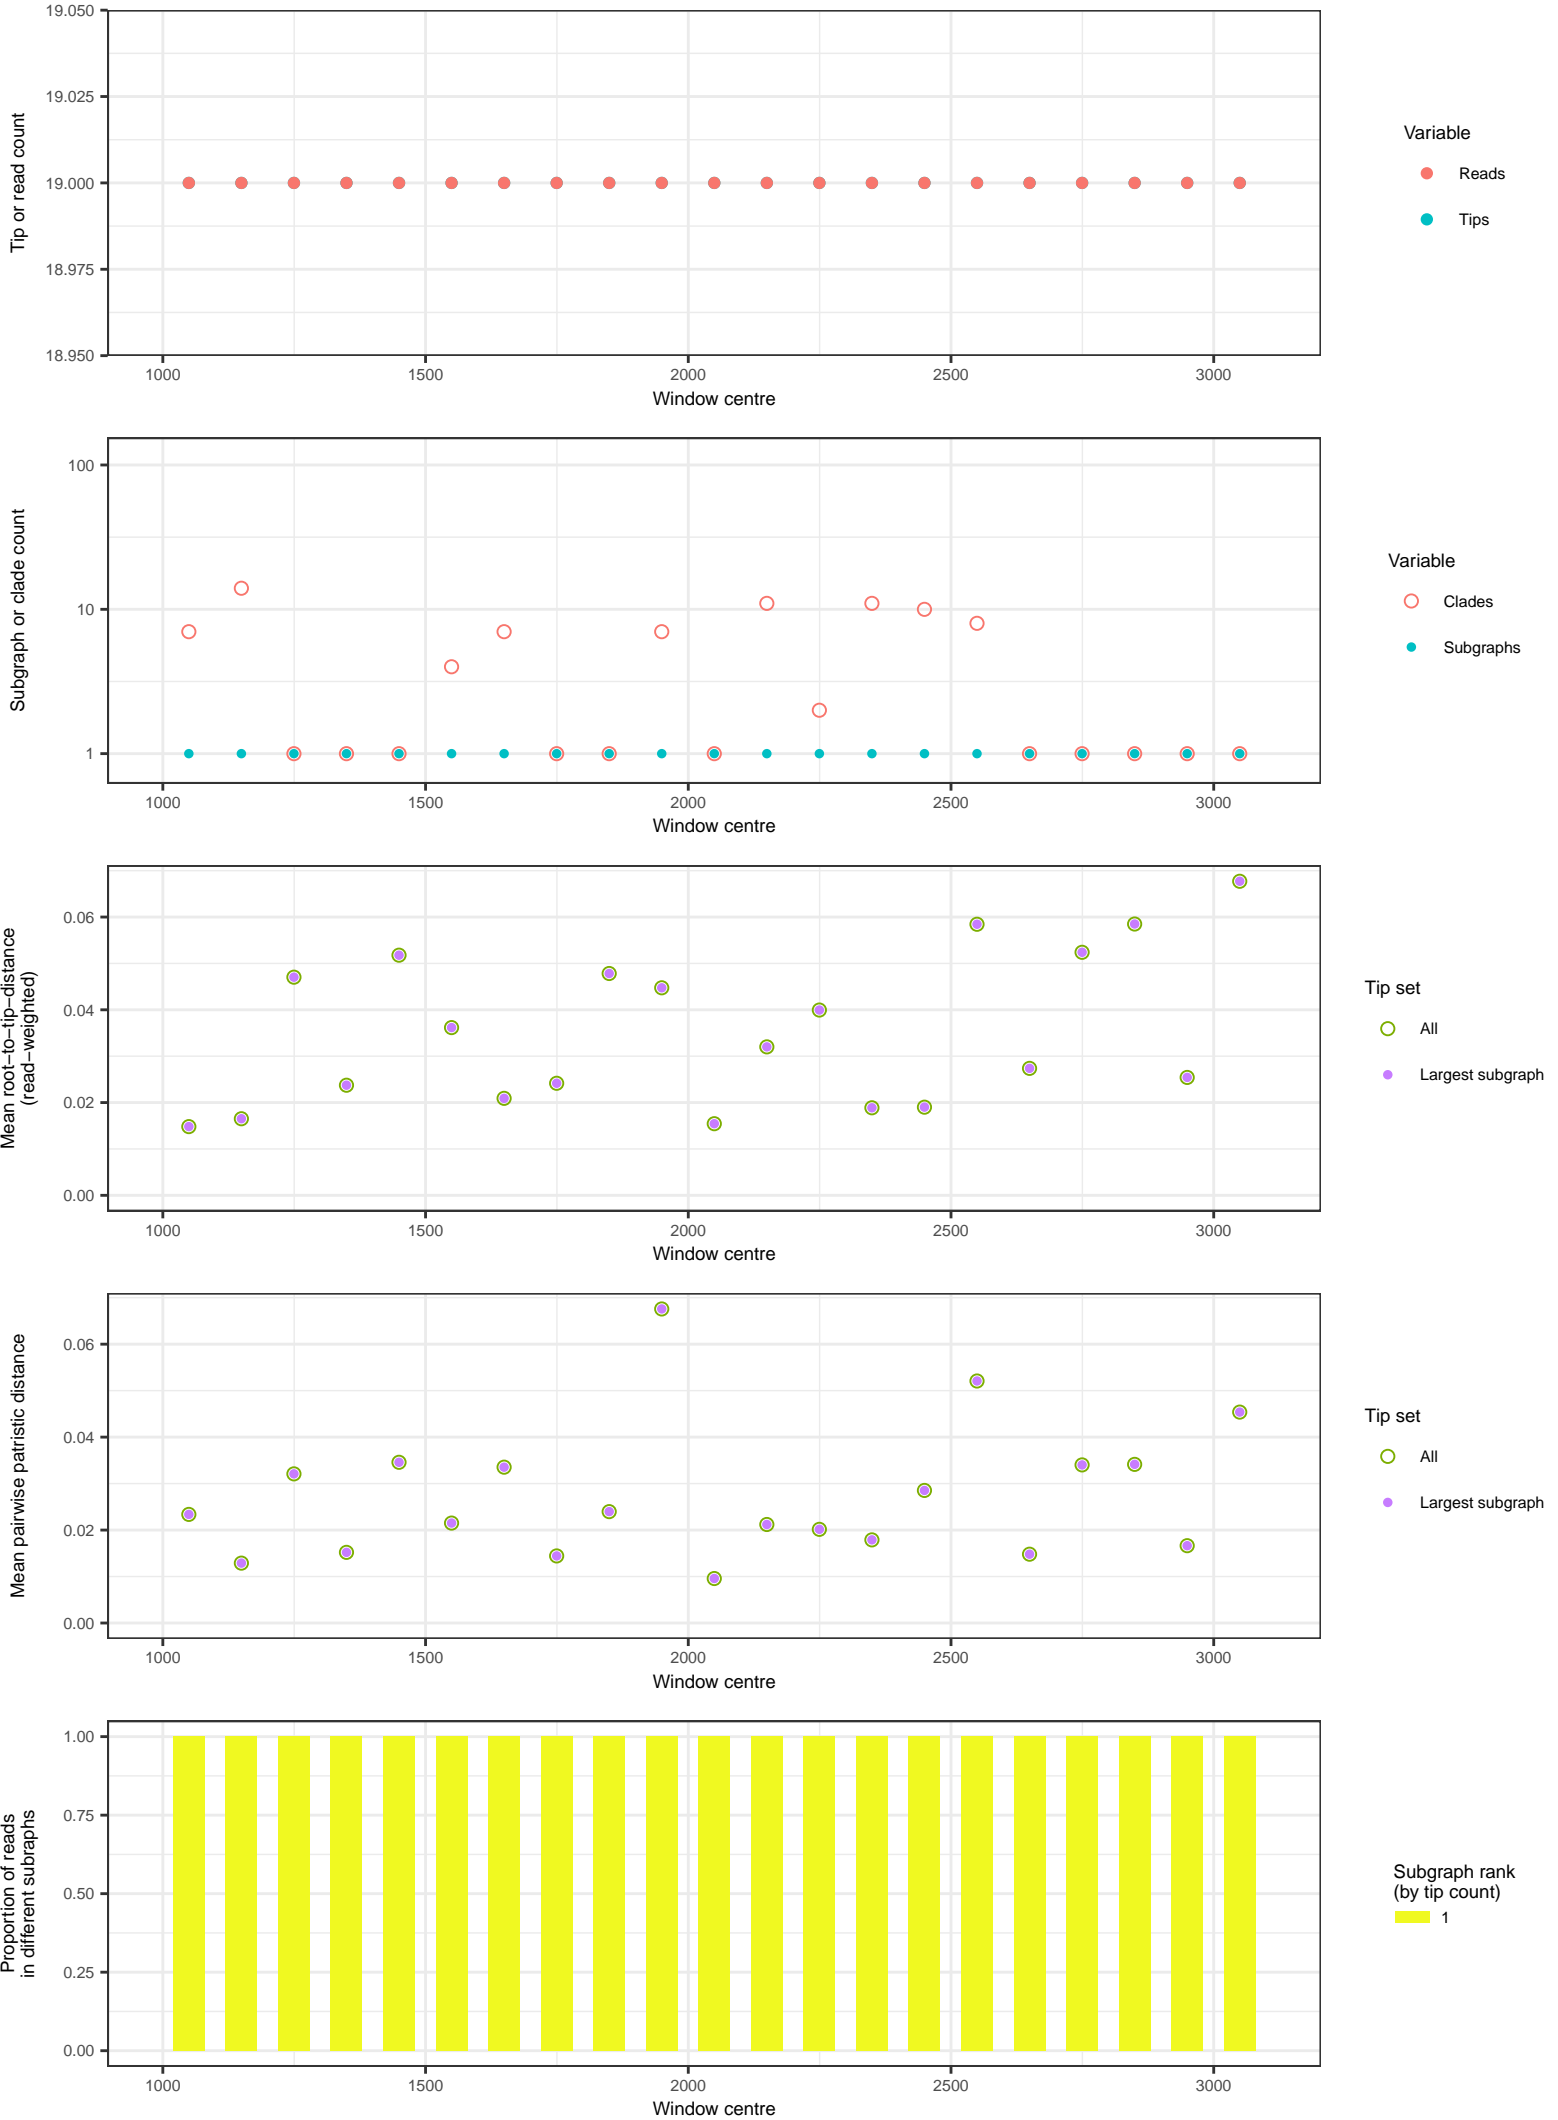 19.050
19.025
19.000
18.975
18.950
Tip or read count
1000 1500 2000 2500 3000
Window centre
Variable
Reads
Tips
100
10
1
Subgraph or clade count
1000 1500 2000 2500 3000
Window centre
Variable
Clades
Subgraphs
0.06
0.04
0.02
0.00
Mean root−to−tip−distance
(read−weighted)
1000 1500 2000 2500 3000
Window centre
Tip set
All
Largest subgraph
0.06
0.04
0.02
0.00
Mean pairwise patristic distance
1000 1500 2000 2500 3000
Window centre
Tip set
All
Largest subgraph
1.00
0.75
0.50
0.25
0.00
Proportion of reads
in different subraphs
1000 1500 2000 2500 3000
Window centre
Subgraph rank
(by tip count)
1